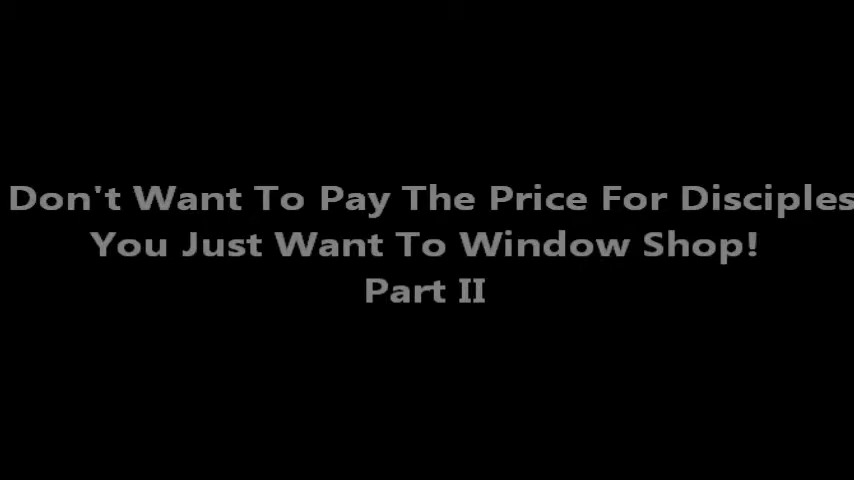 Don't Want To Pay The Price For Disciples
You Just Want To Window Shop!
Part II